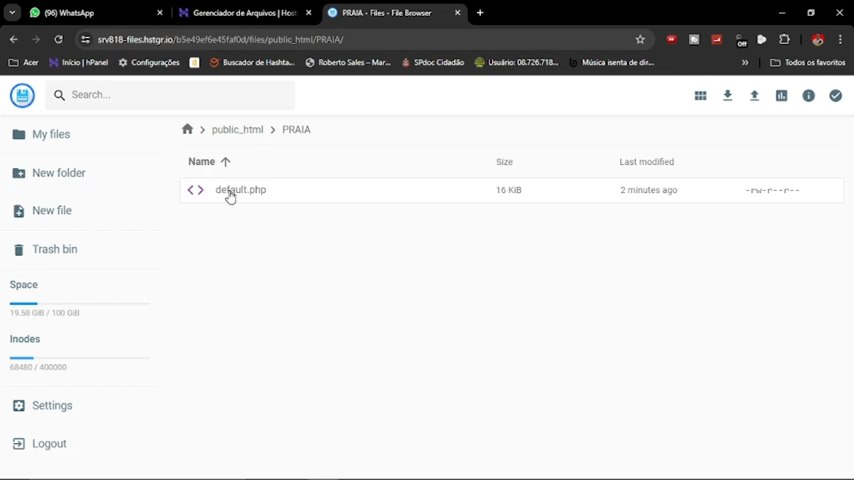 (96) WhatsApp
Gerenciador de Arquivos | Host
PRAIA - Files - File Browser
srv818-files.hstgr.io/b5e49ef6e45faf0d/files/public_html/PRAIA/
Acer
Início | hPanel
Configurações
Buscador de Hashta...
Roberto Sales – Mar...
SPdoc Cidadão
Usuário: 08.726.718...
Música isenta de dir...
Todos os favoritos
Off
Search...
My files
New folder
New file
Trash bin
Space
19.58 GiB / 100 GiB
Inodes
68480 / 400000
Settings
Logout
public_html > PRAIA
Name
Size
Last modified
default.php
16 KiB
2 minutes ago
-rw-r--r--